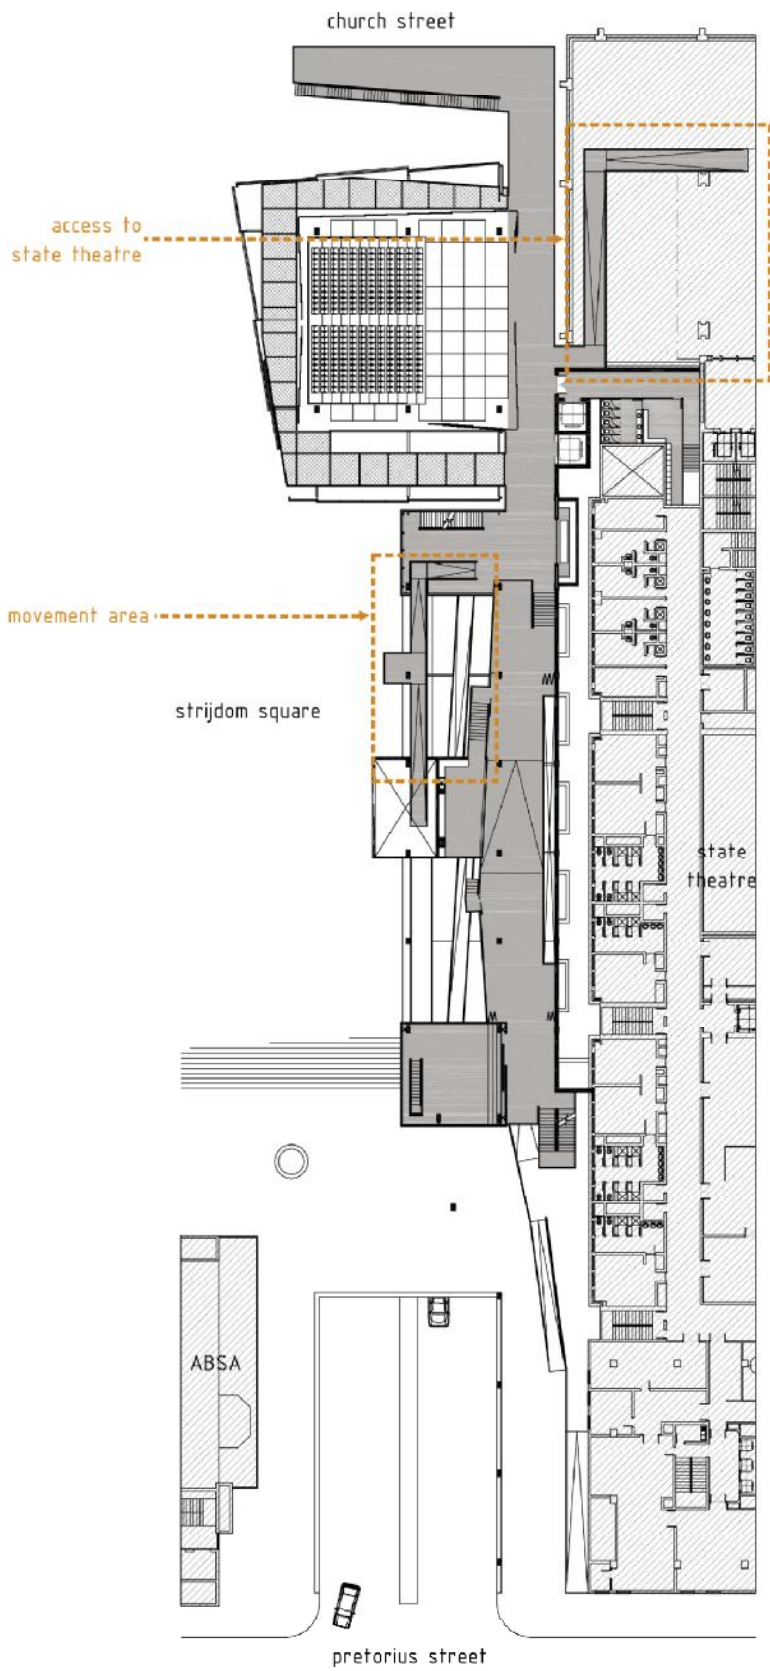 church street
access to
state theatre
movement area
strijdom square
state
theatre
ABSA
pretorius street